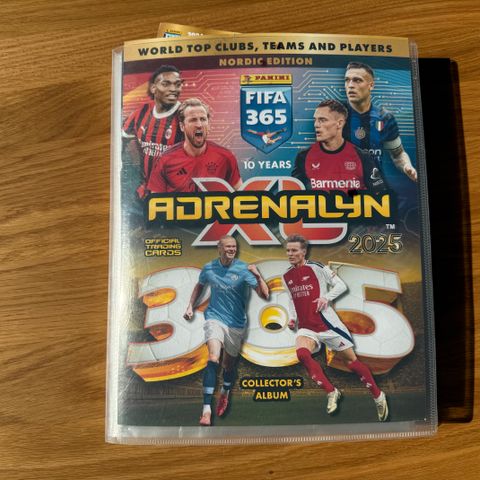 WORLD TOP CLUBS, TEAMS AND PLAYERS
NORDIC EDITION
PANINI
FIFA
365
10 YEARS
Barmenia
ADRENALYN
XL
TM
2025
OFFICIAL
TRADING
CARDS
365
COLLECTOR'S
ALBUM